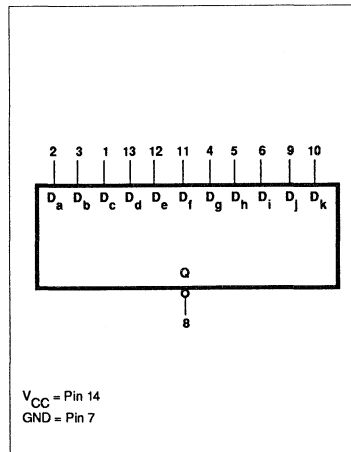 2 3 1 13 12 11 4 5 6 9 10
Da Db Dc Dd De Df Dg Dh Di Dj Dk
Q
8
VCC = Pin 14
GND = Pin 7